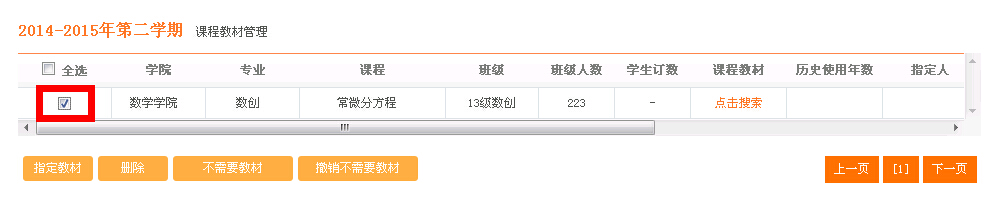 2014-2015年第二学期 课程教材管理
全选 学院 专业 课程 班级 班级人数 学生订数 课程教材 历史使用年数 指定人
数学学院 数创 常微分方程 13级数创 223 - 点击搜索
指定教材 删除 不需要教材 撤销不需要教材 上一页 [1] 下一页